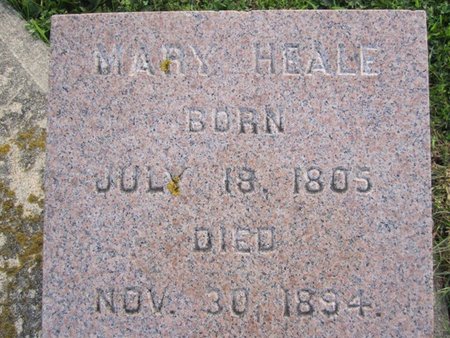 MARY HEALE
BORN
JULY 18, 1805
DIED
NOV. 30, 1894.